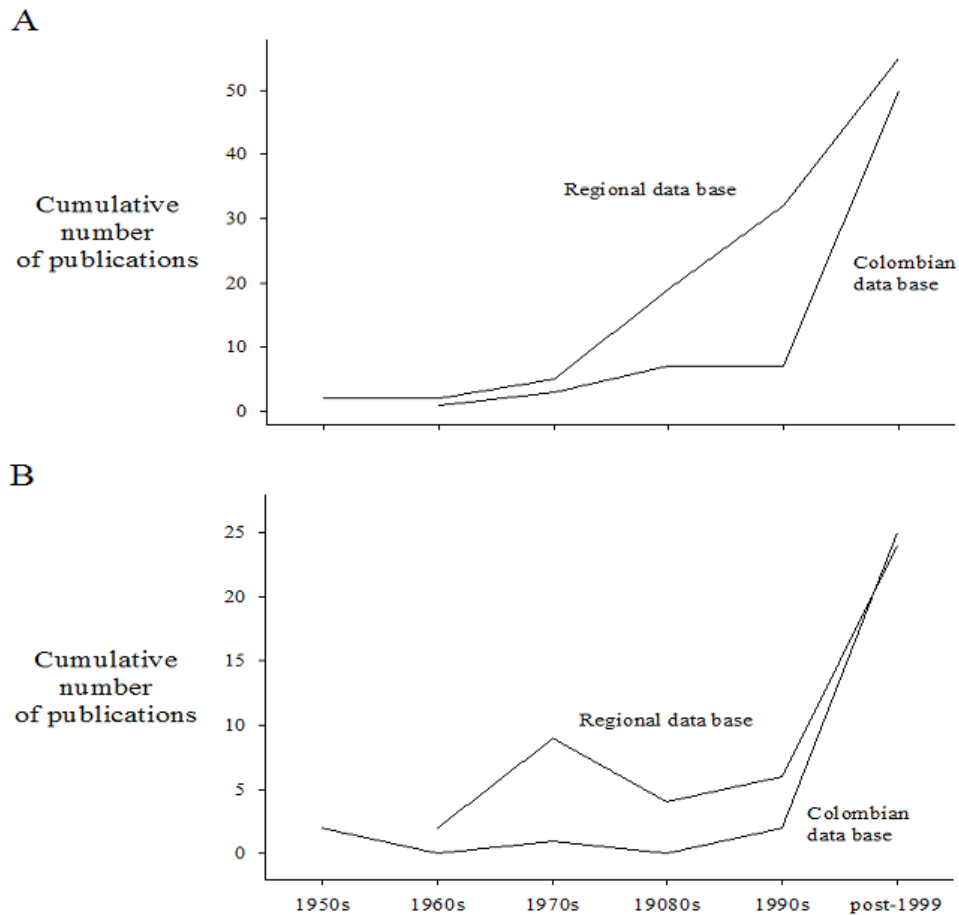 A
50
40
30
20
10
0
Cumulative
number
of publications
Regional data base
Colombian
data base
B
25
20
15
10
5
0
Cumulative
number
of publications
Regional data base
Colombian
data base
1950s 1960s 1970s 19080s 1990s post-1999